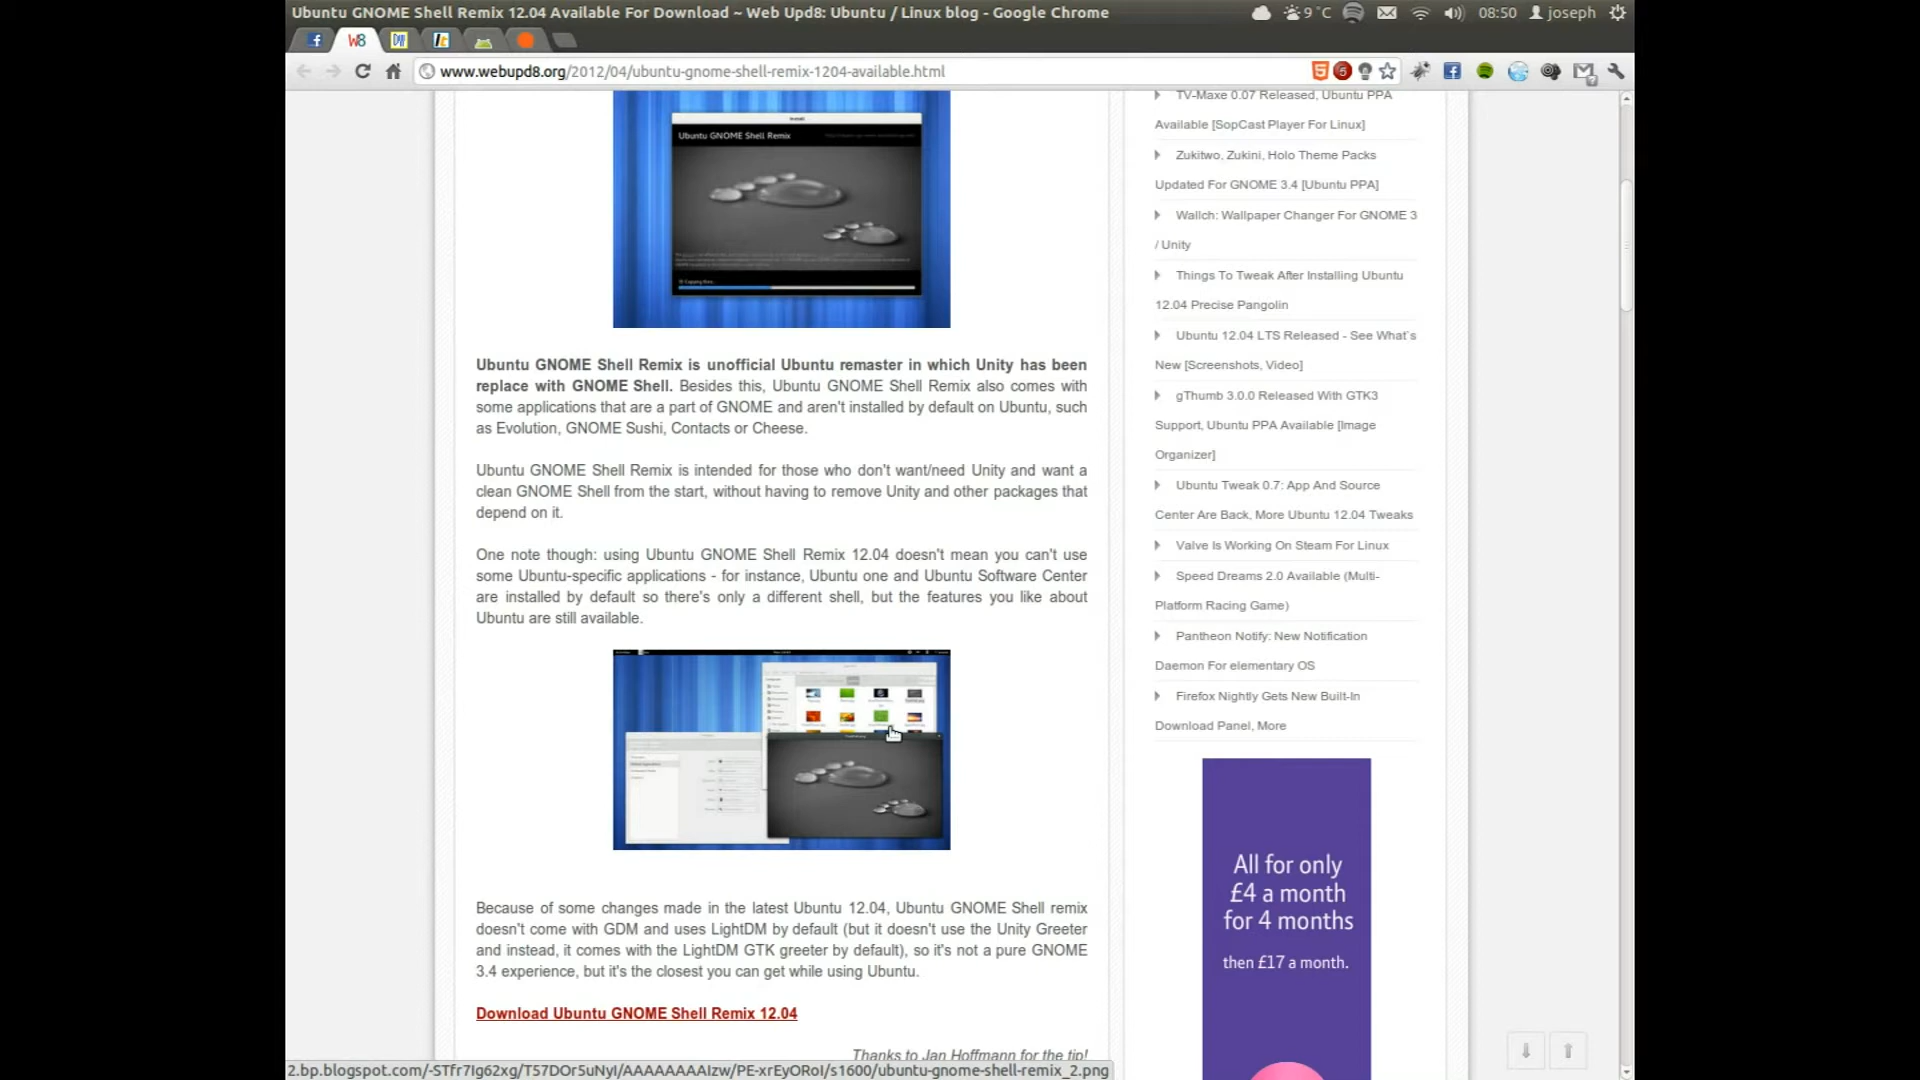 Ubuntu GNOME Shell Remix 12.04 Available For Download ~ Web Upd8: Ubuntu / Linux blog - Google Chrome
9 °C
08:50
joseph
W8
www.webupd8.org/2012/04/ubuntu-gnome-shell-remix-1204-available.html
Install
Ubuntu GNOME Shell Remix
Ubuntu GNOME Shell Remix is unofficial Ubuntu remaster in which Unity has been
replace with GNOME Shell. Besides this, Ubuntu GNOME Shell Remix also comes with
some applications that are a part of GNOME and aren't installed by default on Ubuntu, such
as Evolution, GNOME Sushi, Contacts or Cheese.
Ubuntu GNOME Shell Remix is intended for those who don't want/need Unity and want a
clean GNOME Shell from the start, without having to remove Unity and other packages that
depend on it.
One note though: using Ubuntu GNOME Shell Remix 12.04 doesn't mean you can't use
some Ubuntu-specific applications - for instance, Ubuntu one and Ubuntu Software Center
are installed by default so there's only a different shell, but the features you like about
Ubuntu are still available.
Because of some changes made in the latest Ubuntu 12.04, Ubuntu GNOME Shell remix
doesn't come with GDM and uses LightDM by default (but it doesn't use the Unity Greeter
and instead, it comes with the LightDM GTK greeter by default), so it's not a pure GNOME
3.4 experience, but it's the closest you can get while using Ubuntu.
Download Ubuntu GNOME Shell Remix 12.04
Thanks to Jan Hoffmann for the tip!
TV-Maxe 0.07 Released, Ubuntu PPA
Available [SopCast Player For Linux]
Zukitwo, Zukini, Holo Theme Packs
Updated For GNOME 3.4 [Ubuntu PPA]
Wallch: Wallpaper Changer For GNOME 3
/ Unity
Things To Tweak After Installing Ubuntu
12.04 Precise Pangolin
Ubuntu 12.04 LTS Released - See What`s
New [Screenshots, Video]
gThumb 3.0.0 Released With GTK3
Support, Ubuntu PPA Available [Image
Organizer]
Ubuntu Tweak 0.7: App And Source
Center Are Back, More Ubuntu 12.04 Tweaks
Valve Is Working On Steam For Linux
Speed Dreams 2.0 Available (Multi-
Platform Racing Game)
Pantheon Notify: New Notification
Daemon For elementary OS
Firefox Nightly Gets New Built-In
Download Panel, More
All for only
£4 a month
for 4 months
then £17 a month.
2.bp.blogspot.com/-STfr7Ig62xg/T57DOr5uNyI/AAAAAAAAIzw/PE-xrEyORoI/s1600/ubuntu-gnome-shell-remix_2.png